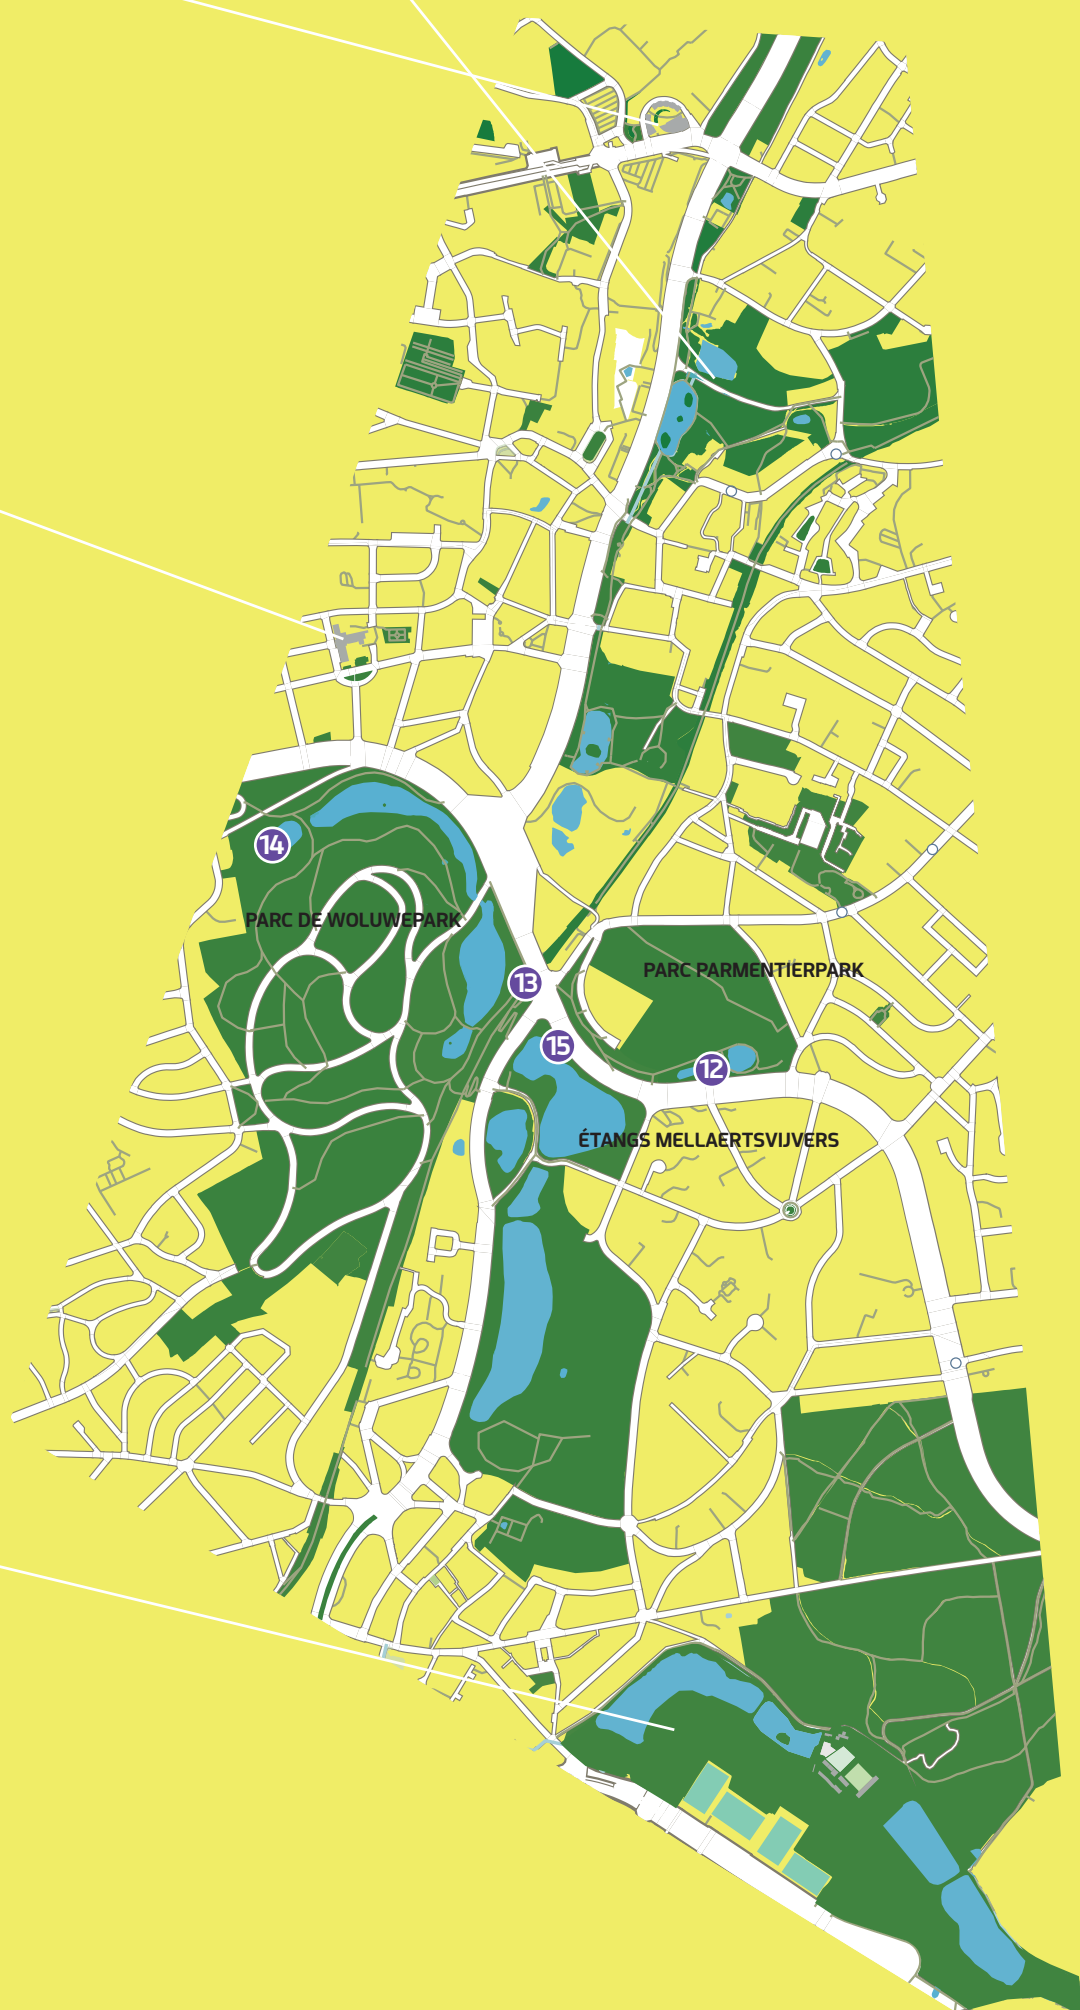 14
PARC DE WOLUWEPARK
PARC PARMENTIERPARK
13
15
12
ÉTANGS MELLAERTSVIJVERS